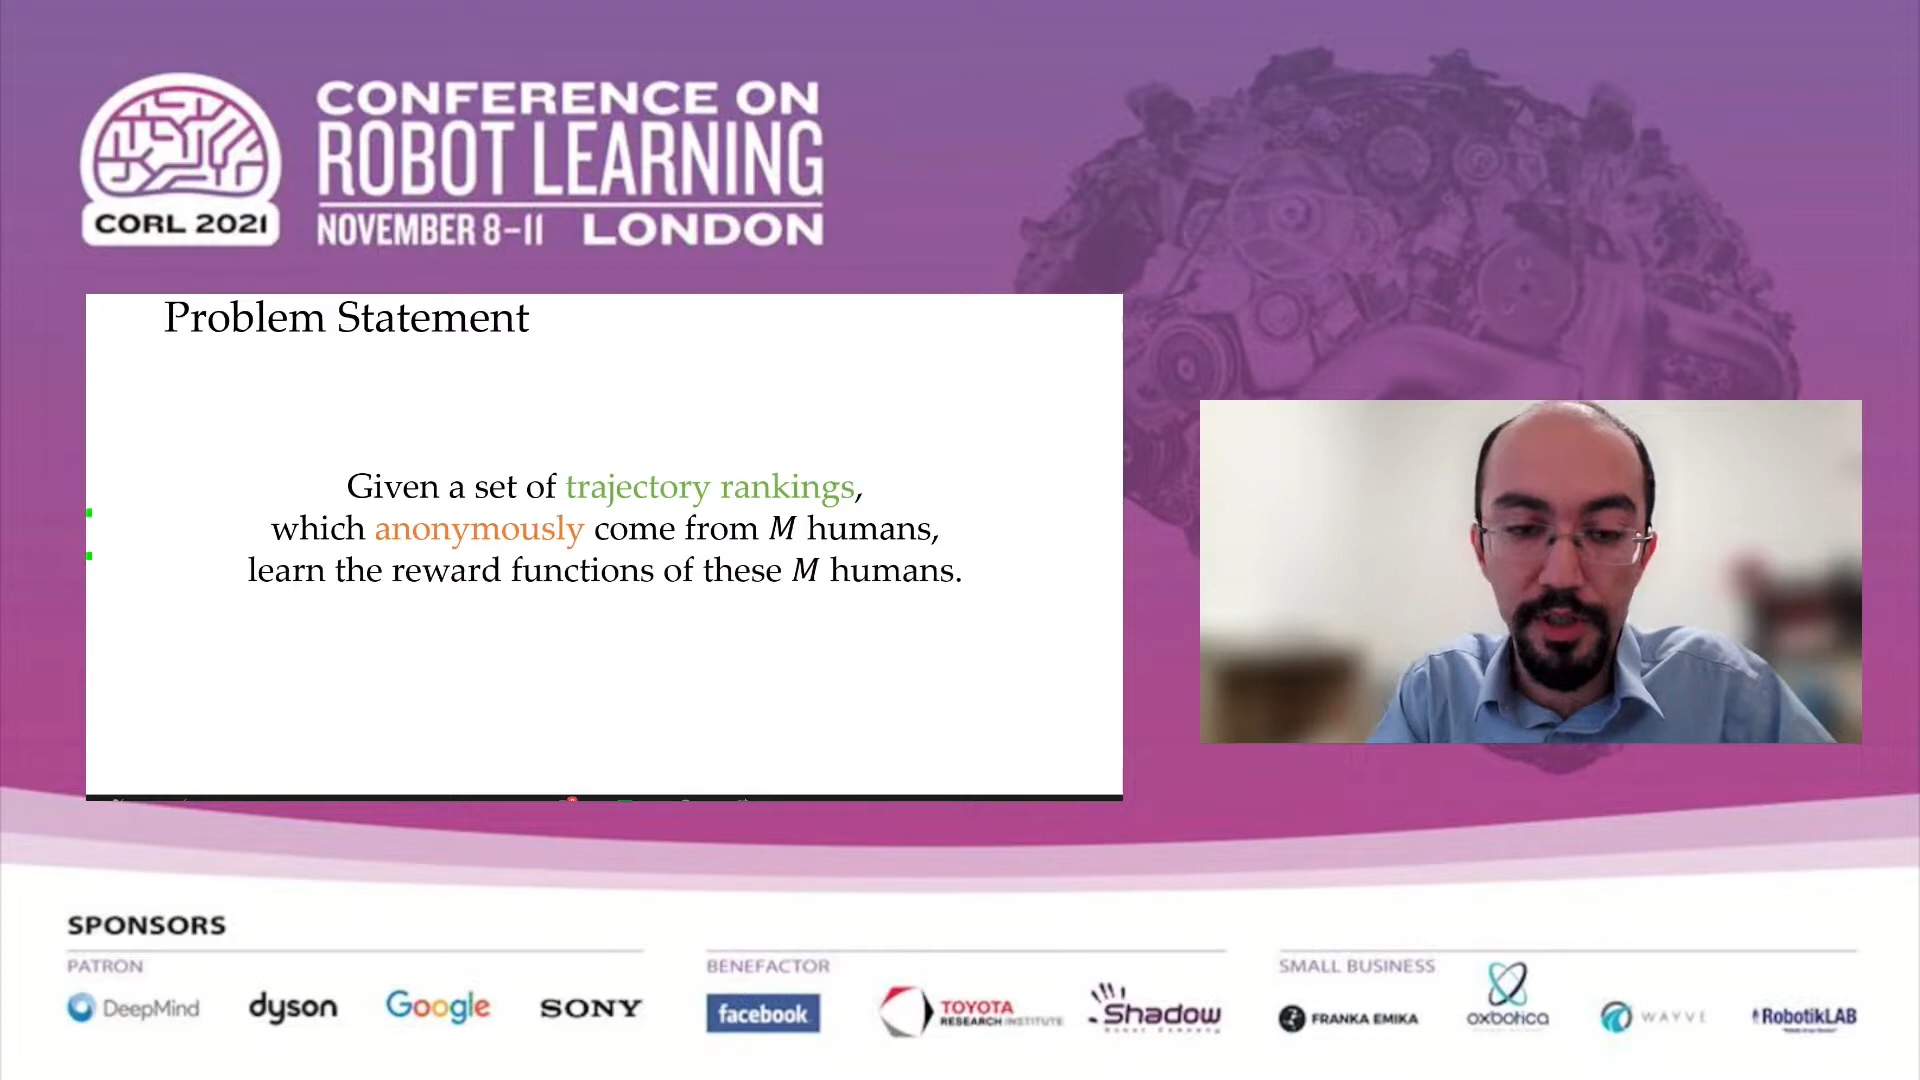 CONFERENCE ON
ROBOT LEARNING
NOVEMBER 8-11 LONDON
CORL 2021
Problem Statement
Given a set of trajectory rankings,
which anonymously come from M humans,
learn the reward functions of these M humans.
SPONSORS
PATRON
DeepMind
dyson
Google
SONY
BENEFACTOR
facebook
TOYOTA
RESEARCH INSTITUTE
Shadow
Robot Company
SMALL BUSINESS
FRANKA EMIKA
oxbotica
WAYVE
RobotikLAB